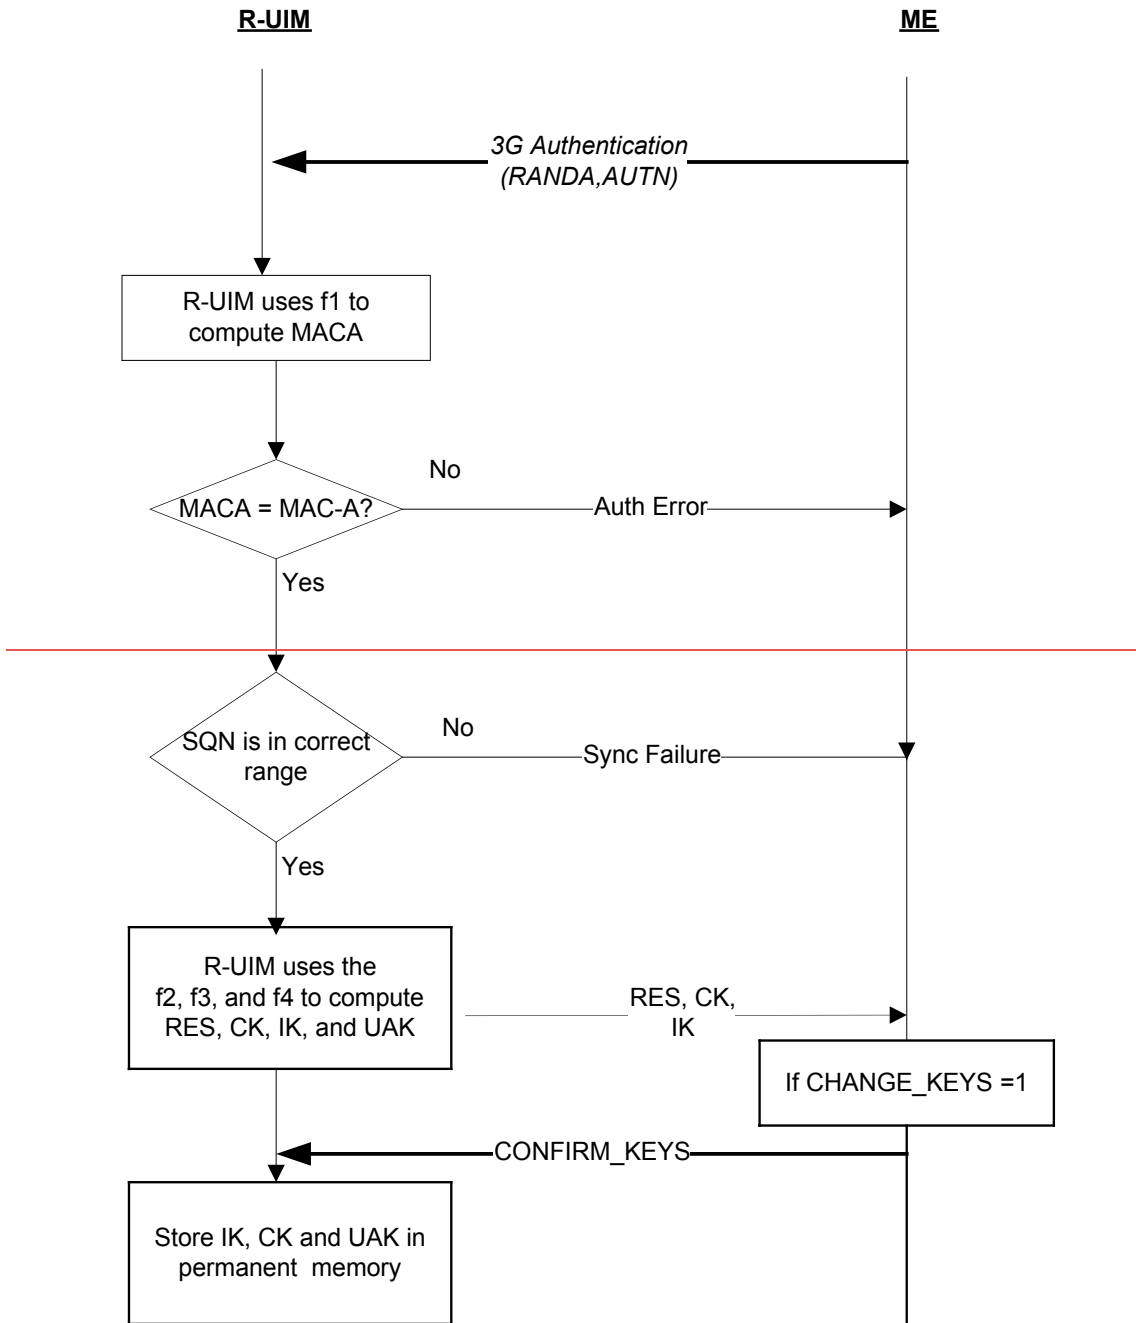 R-UIM
ME
3G Authentication
(RANDA,AUTN)
R-UIM uses f1 to
compute MACA
No
MACA = MAC-A?
Auth Error
Yes
No
SQN is in correct
range
Sync Failure
Yes
R-UIM uses the
f2, f3, and f4 to compute
RES, CK, IK, and UAK
RES, CK,
IK
If CHANGE_KEYS =1
CONFIRM_KEYS
Store IK, CK and UAK in
permanent memory